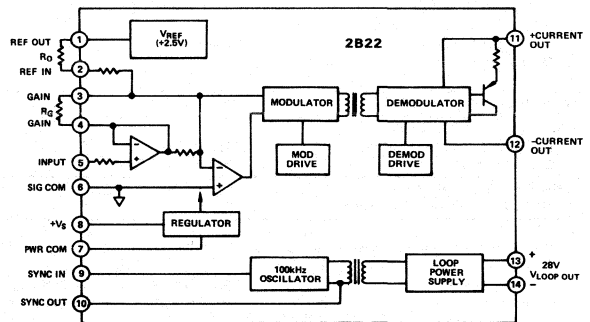 REF OUT
1
VREF
(+2.5V)
2B22
11
+CURRENT
OUT
RO
REF IN
2
GAIN
3
RG
GAIN
4
MODULATOR
DEMODULATOR
MOD
DRIVE
DEMOD
DRIVE
12
-CURRENT
OUT
INPUT
5
-
+
-
+
SIG COM
6
+VS
8
REGULATOR
PWR COM
7
SYNC IN
9
100kHz
OSCILLATOR
LOOP
POWER
SUPPLY
13
+
28V
VLOOP OUT
14
-
SYNC OUT
10